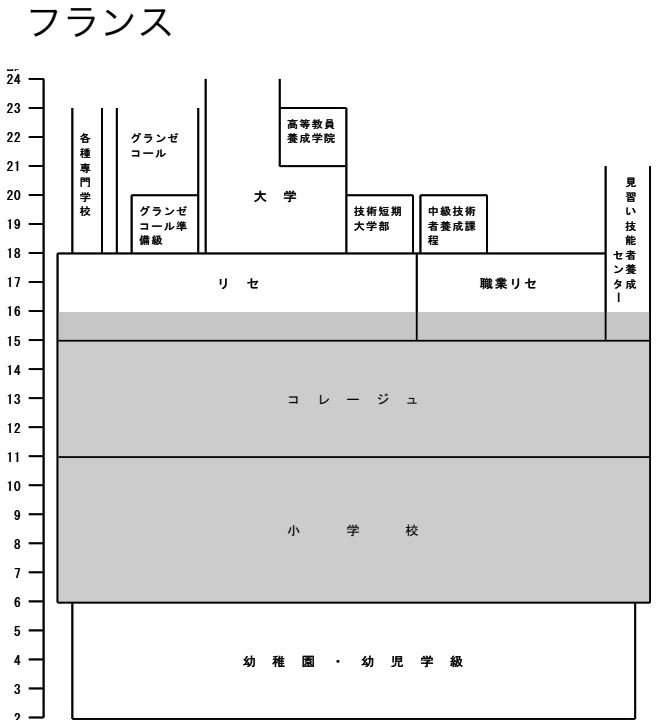 フランス
24
23
22
21
20
19
18
17
16
15
14
13
12
11
10
9
8
7
6
5
4
3
2
各種専門学校
グランゼ
コール
グランゼ
コール準
備級
大学
高等教員
養成学院
技術短期
大学部
中級技術
者養成課
程
見習い技能者養成
センター
リセ
職業リセ
コレージュ
小学校
幼稚園・幼児学級